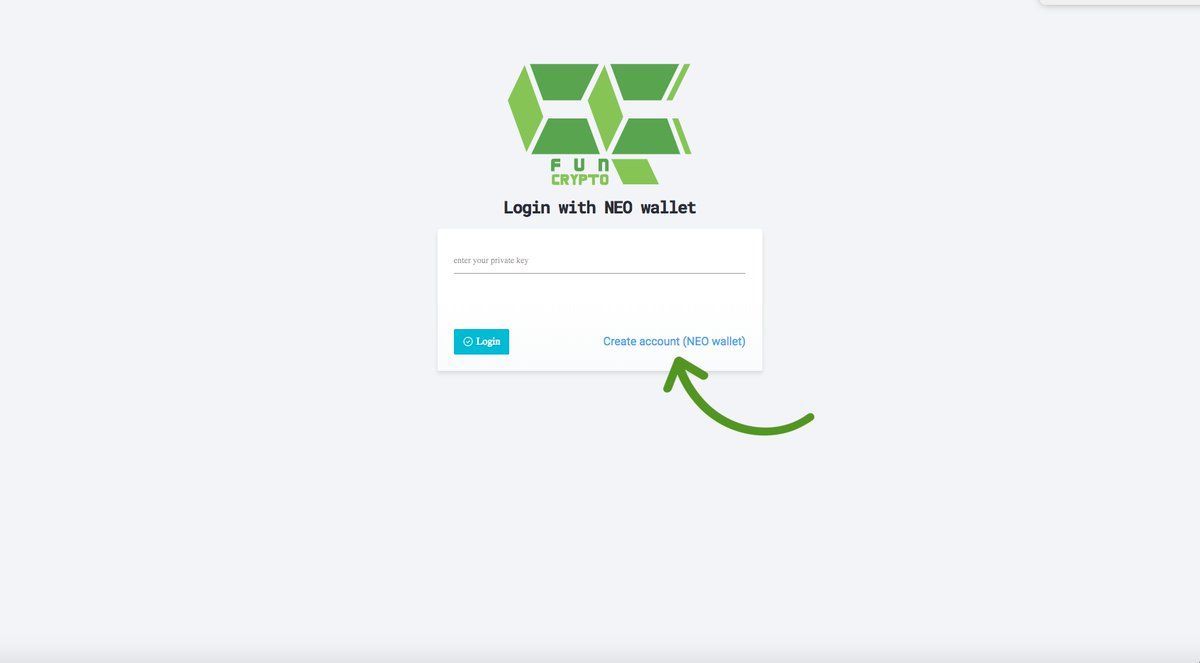 FUN
CRYPTO
Login with NEO wallet
enter your private key
Login
Create account (NEO wallet)